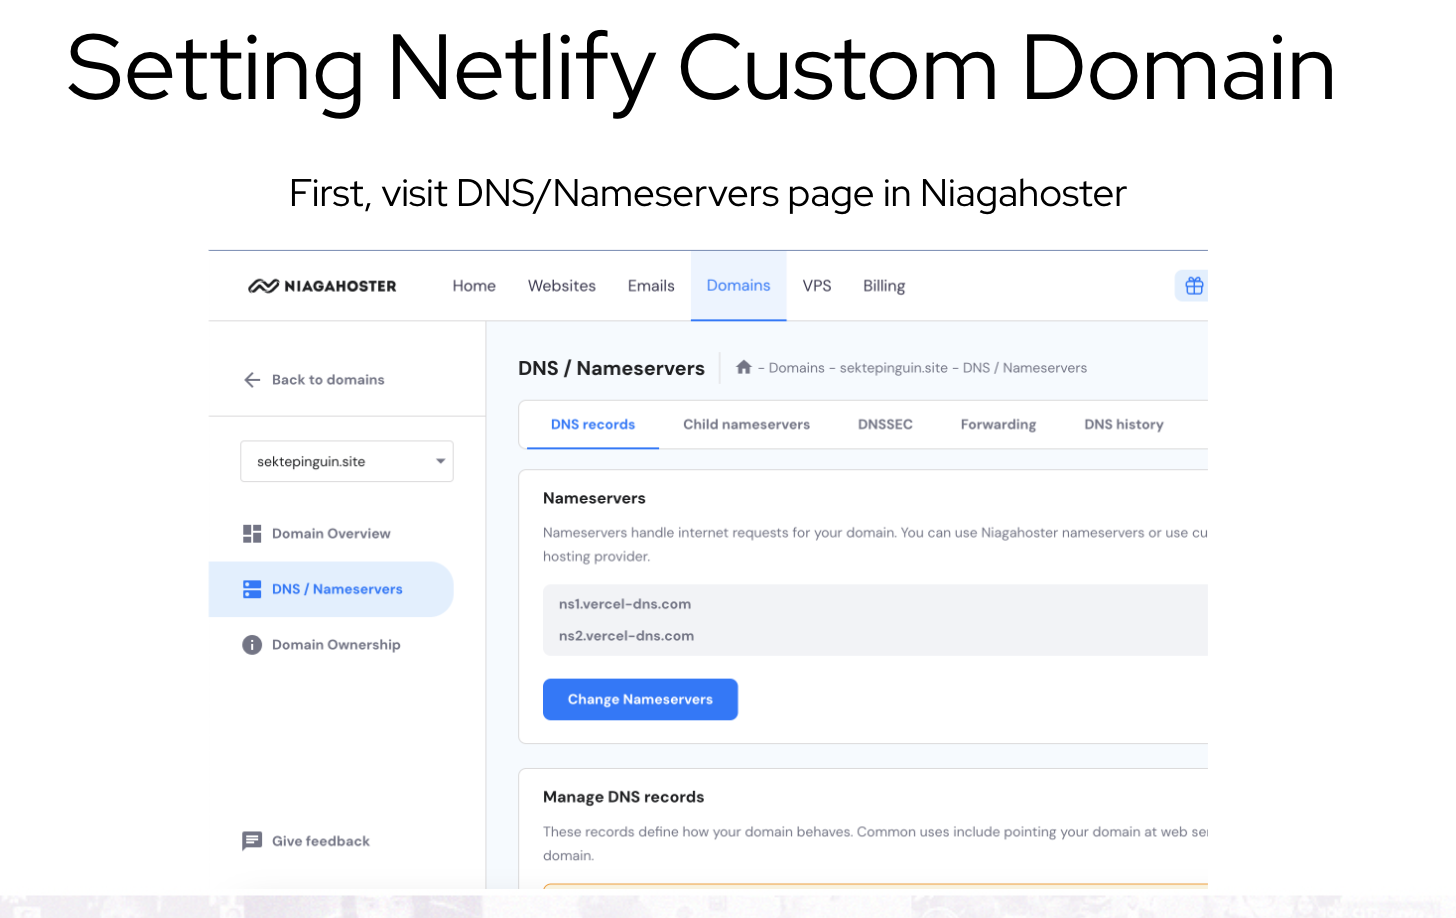 Setting Netlify Custom Domain
First, visit DNS/Nameservers page in Niagahoster
NIAGAHOSTER Home Websites Emails Domains VPS Billing
Back to domains
sektepinguin.site
Domain Overview
DNS / Nameservers
Domain Ownership
Give feedback
DNS / Nameservers - Domains - sektepinguin.site - DNS / Nameservers
DNS records Child nameservers DNSSEC Forwarding DNS history
Nameservers
Nameservers handle internet requests for your domain. You can use Niagahoster nameservers or use cu
hosting provider.
ns1.vercel-dns.com
ns2.vercel-dns.com
Change Nameservers
Manage DNS records
These records define how your domain behaves. Common uses include pointing your domain at web se
domain.